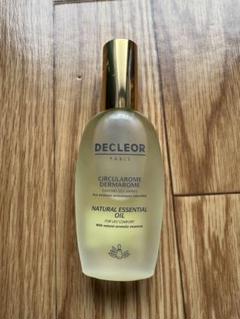 DECLEOR
PARIS
CIRCULAROME
DERMAROME
NATURAL ESSENTIAL
OIL
FOR LEG COMFORT
With natural aromatic essences